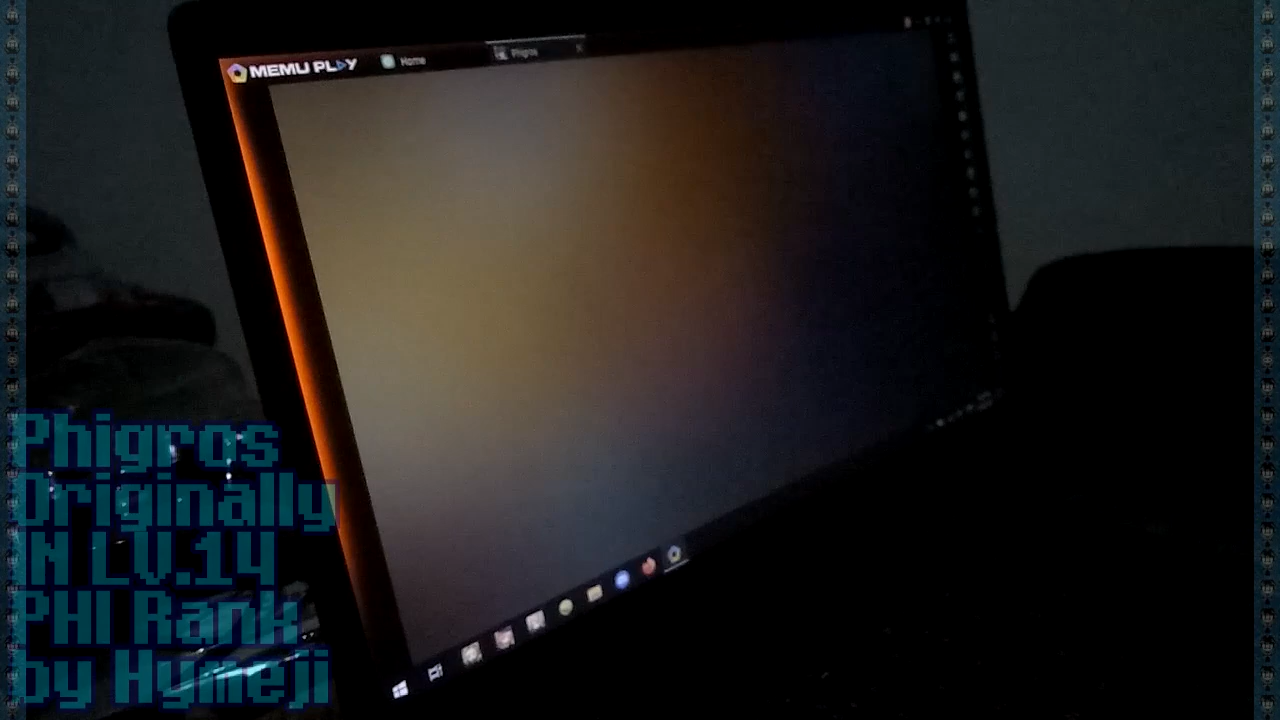 MEMU PLAY
Home
Phigros
Phigros
Originally
IN LV.14
PHI Rank
by Hymeji